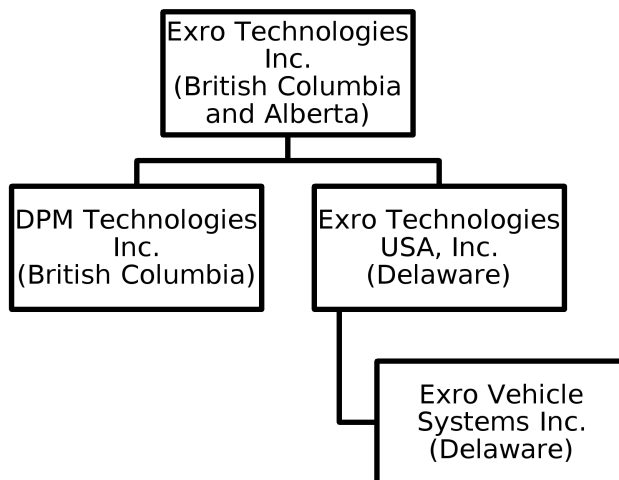 Exro Technologies
Inc.
(British Columbia
and Alberta)
DPM Technologies
Inc.
(British Columbia)
Exro Technologies
USA, Inc.
(Delaware)
Exro Vehicle
Systems Inc.
(Delaware)